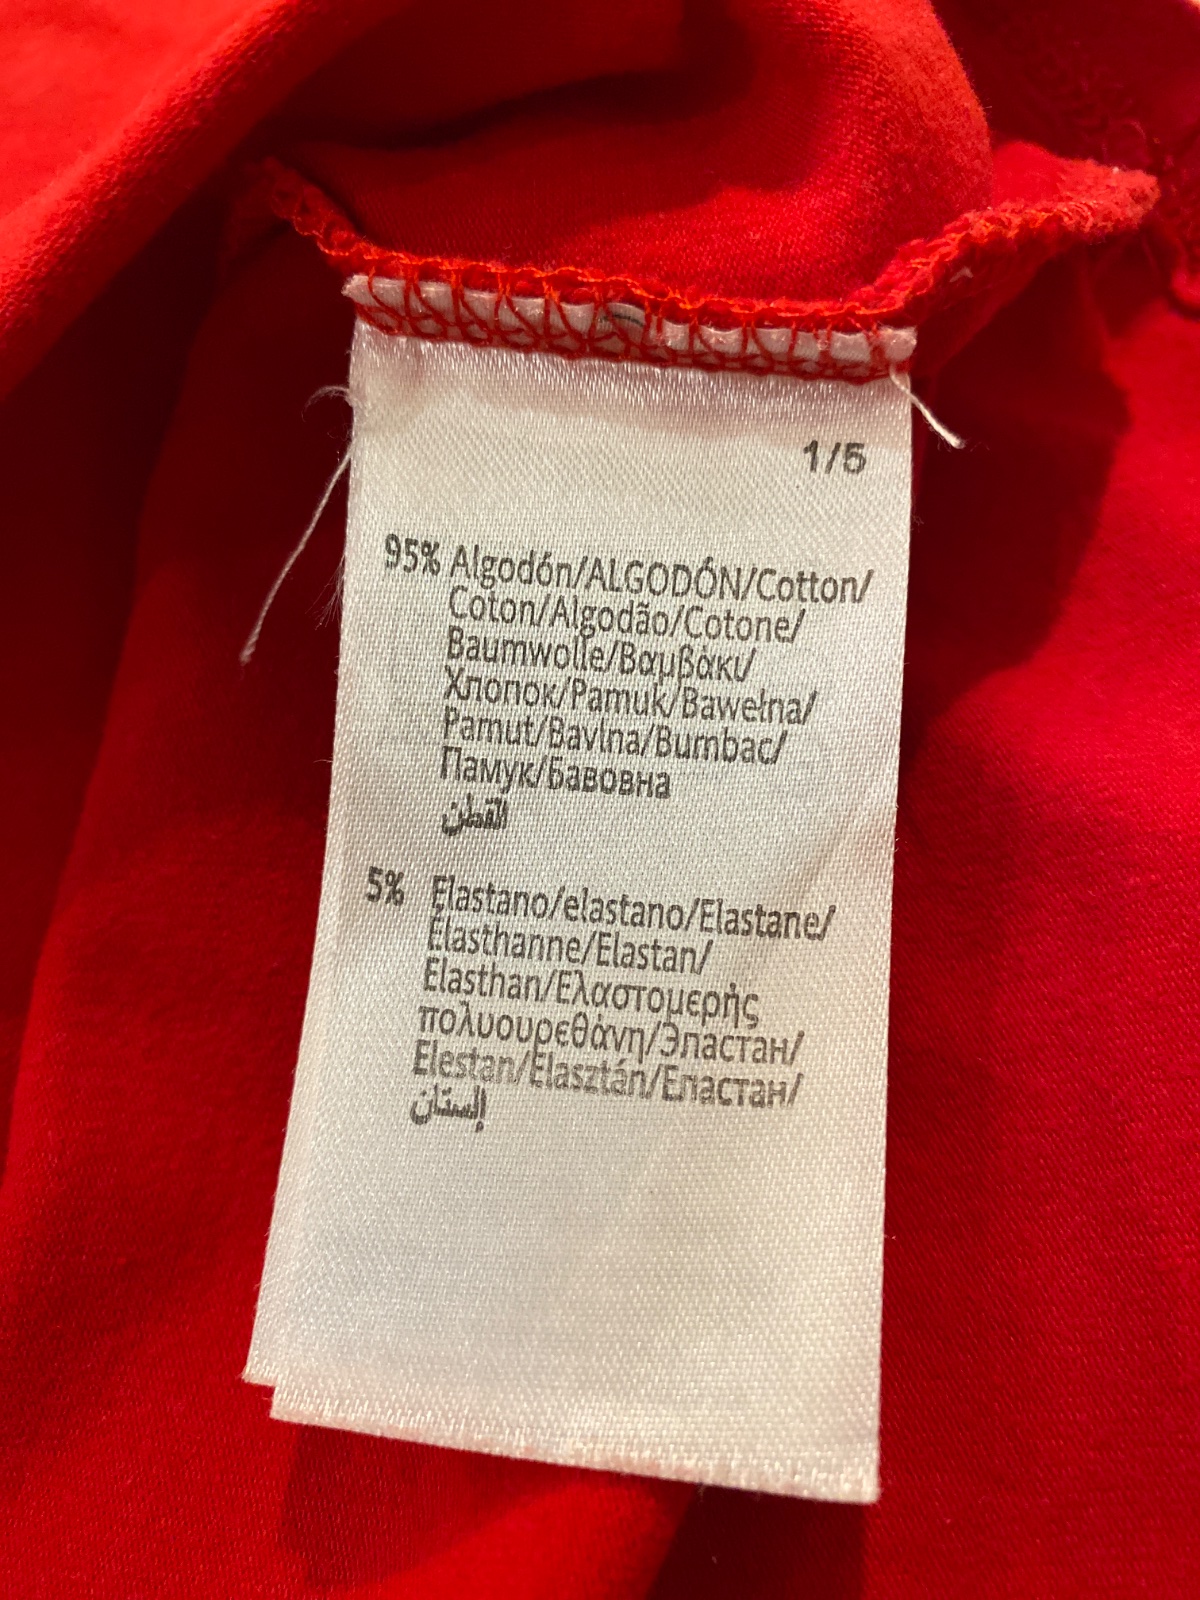 1/5
95% Algodón/ALGODÓN/Cotton/
Coton/Algodão/Cotone/
Baumwolle/Βαμβάκι/
Хлопок/Pamuk/Bawełna/
Pamut/Bavlna/Bumbac/
Памук/Бавовна
القطن
5% Elastano/elastano/Elastane/
Élasthanne/Elastan/
Elasthan/Ελαστομερής
πολυουρεθάνη/Эластан/
Elestan/Elasztán/Еластан/
إلستان